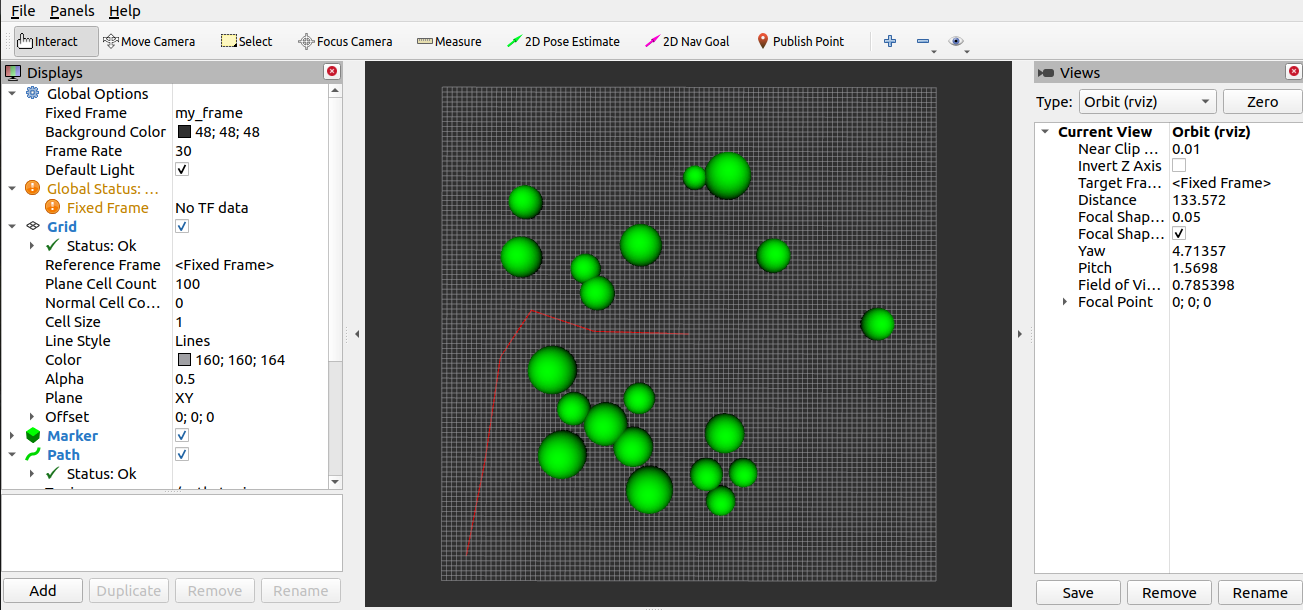 File Panels Help
Interact Move Camera Select Focus Camera Measure 2D Pose Estimate 2D Nav Goal Publish Point
Displays
Global Options
Fixed Frame my_frame
Background Color 48; 48; 48
Frame Rate 30
Default Light
Global Status: ...
Fixed Frame No TF data
Grid
Status: Ok
Reference Frame <Fixed Frame>
Plane Cell Count 100
Normal Cell Co... 0
Cell Size 1
Line Style Lines
Color 160; 160; 164
Alpha 0.5
Plane XY
Offset 0; 0; 0
Marker
Path
Status: Ok
Add Duplicate Remove Rename
Views
Type: Orbit (rviz) Zero
Current View Orbit (rviz)
Near Clip ... 0.01
Invert Z Axis
Target Fra... <Fixed Frame>
Distance 133.572
Focal Shap... 0.05
Focal Shap...
Yaw 4.71357
Pitch 1.5698
Field of Vi... 0.785398
Focal Point 0; 0; 0
Save Remove Rename